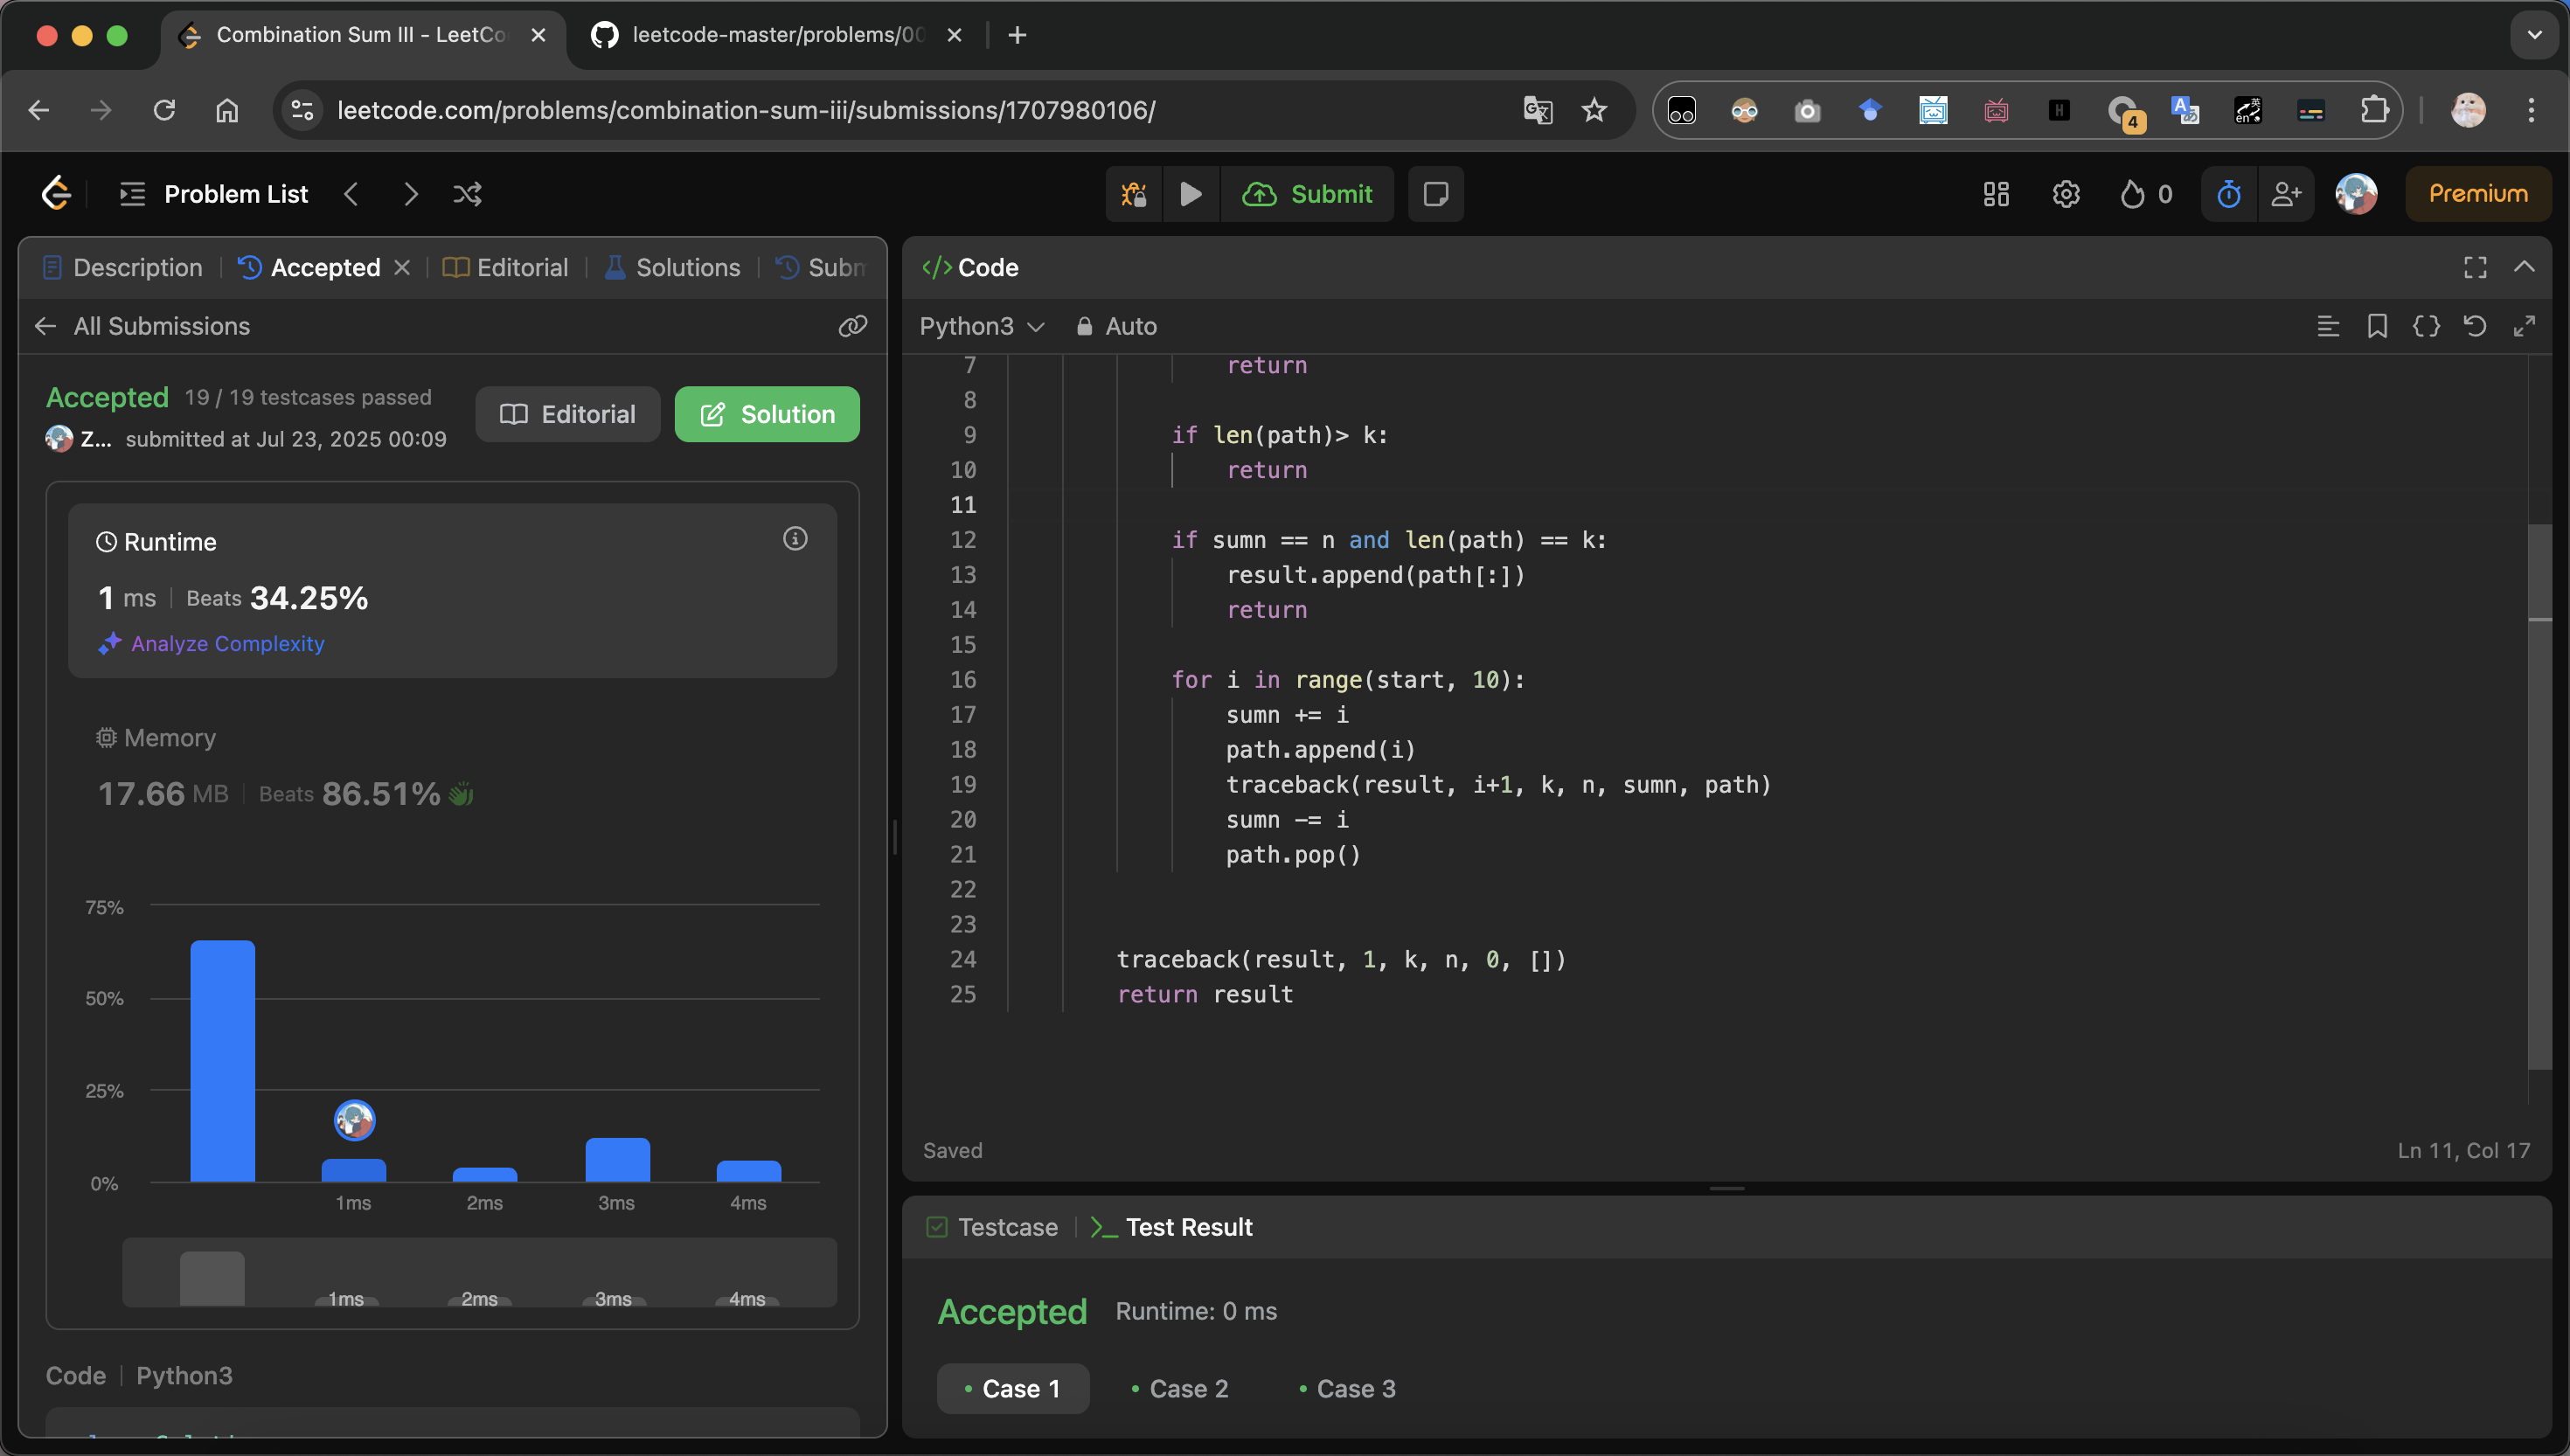 Combination Sum III - LeetCo
leetcode-master/problems/00
leetcode.com/problems/combination-sum-iii/submissions/1707980106/
4
Problem List
Submit
0
Premium
Description
Accepted
Editorial
Solutions
Subm
All Submissions
Accepted 19 / 19 testcases passed
Z... submitted at Jul 23, 2025 00:09
Editorial
Solution
Runtime
1 ms Beats 34.25%
Analyze Complexity
Memory
17.66 MB Beats 86.51%
75%
50%
25%
0%
1ms 2ms 3ms 4ms
1ms 2ms 3ms 4ms
Code Python3
</> Code
Python3 Auto
7 return
8
9 if len(path)> k:
10 return
11
12 if sumn == n and len(path) == k:
13 result.append(path[:])
14 return
15
16 for i in range(start, 10):
17 sumn += i
18 path.append(i)
19 traceback(result, i+1, k, n, sumn, path)
20 sumn -= i
21 path.pop()
22
23
24 traceback(result, 1, k, n, 0, [])
25 return result
Saved
Ln 11, Col 17
Testcase
Test Result
Accepted Runtime: 0 ms
Case 1
Case 2
Case 3